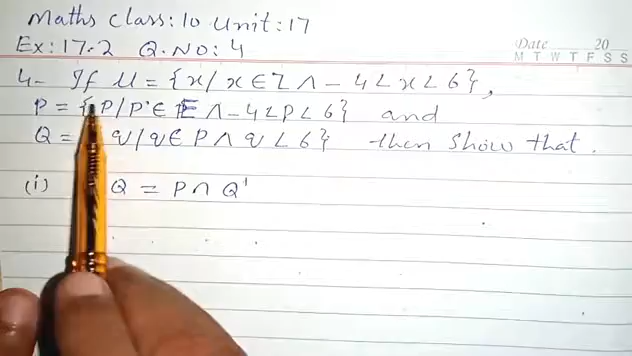 Maths Class: 10 Unit: 17
Ex: 17.2 Q.No: 4
Date 20
M T W T F S S
4- If U = {x/x∈Z ∧ -4<x<6},
P = {P/P∈E ∧ -4<P<6} and
Q = q/q∈P ∧ q<6} then show that.
(i) Q = P∩Q'